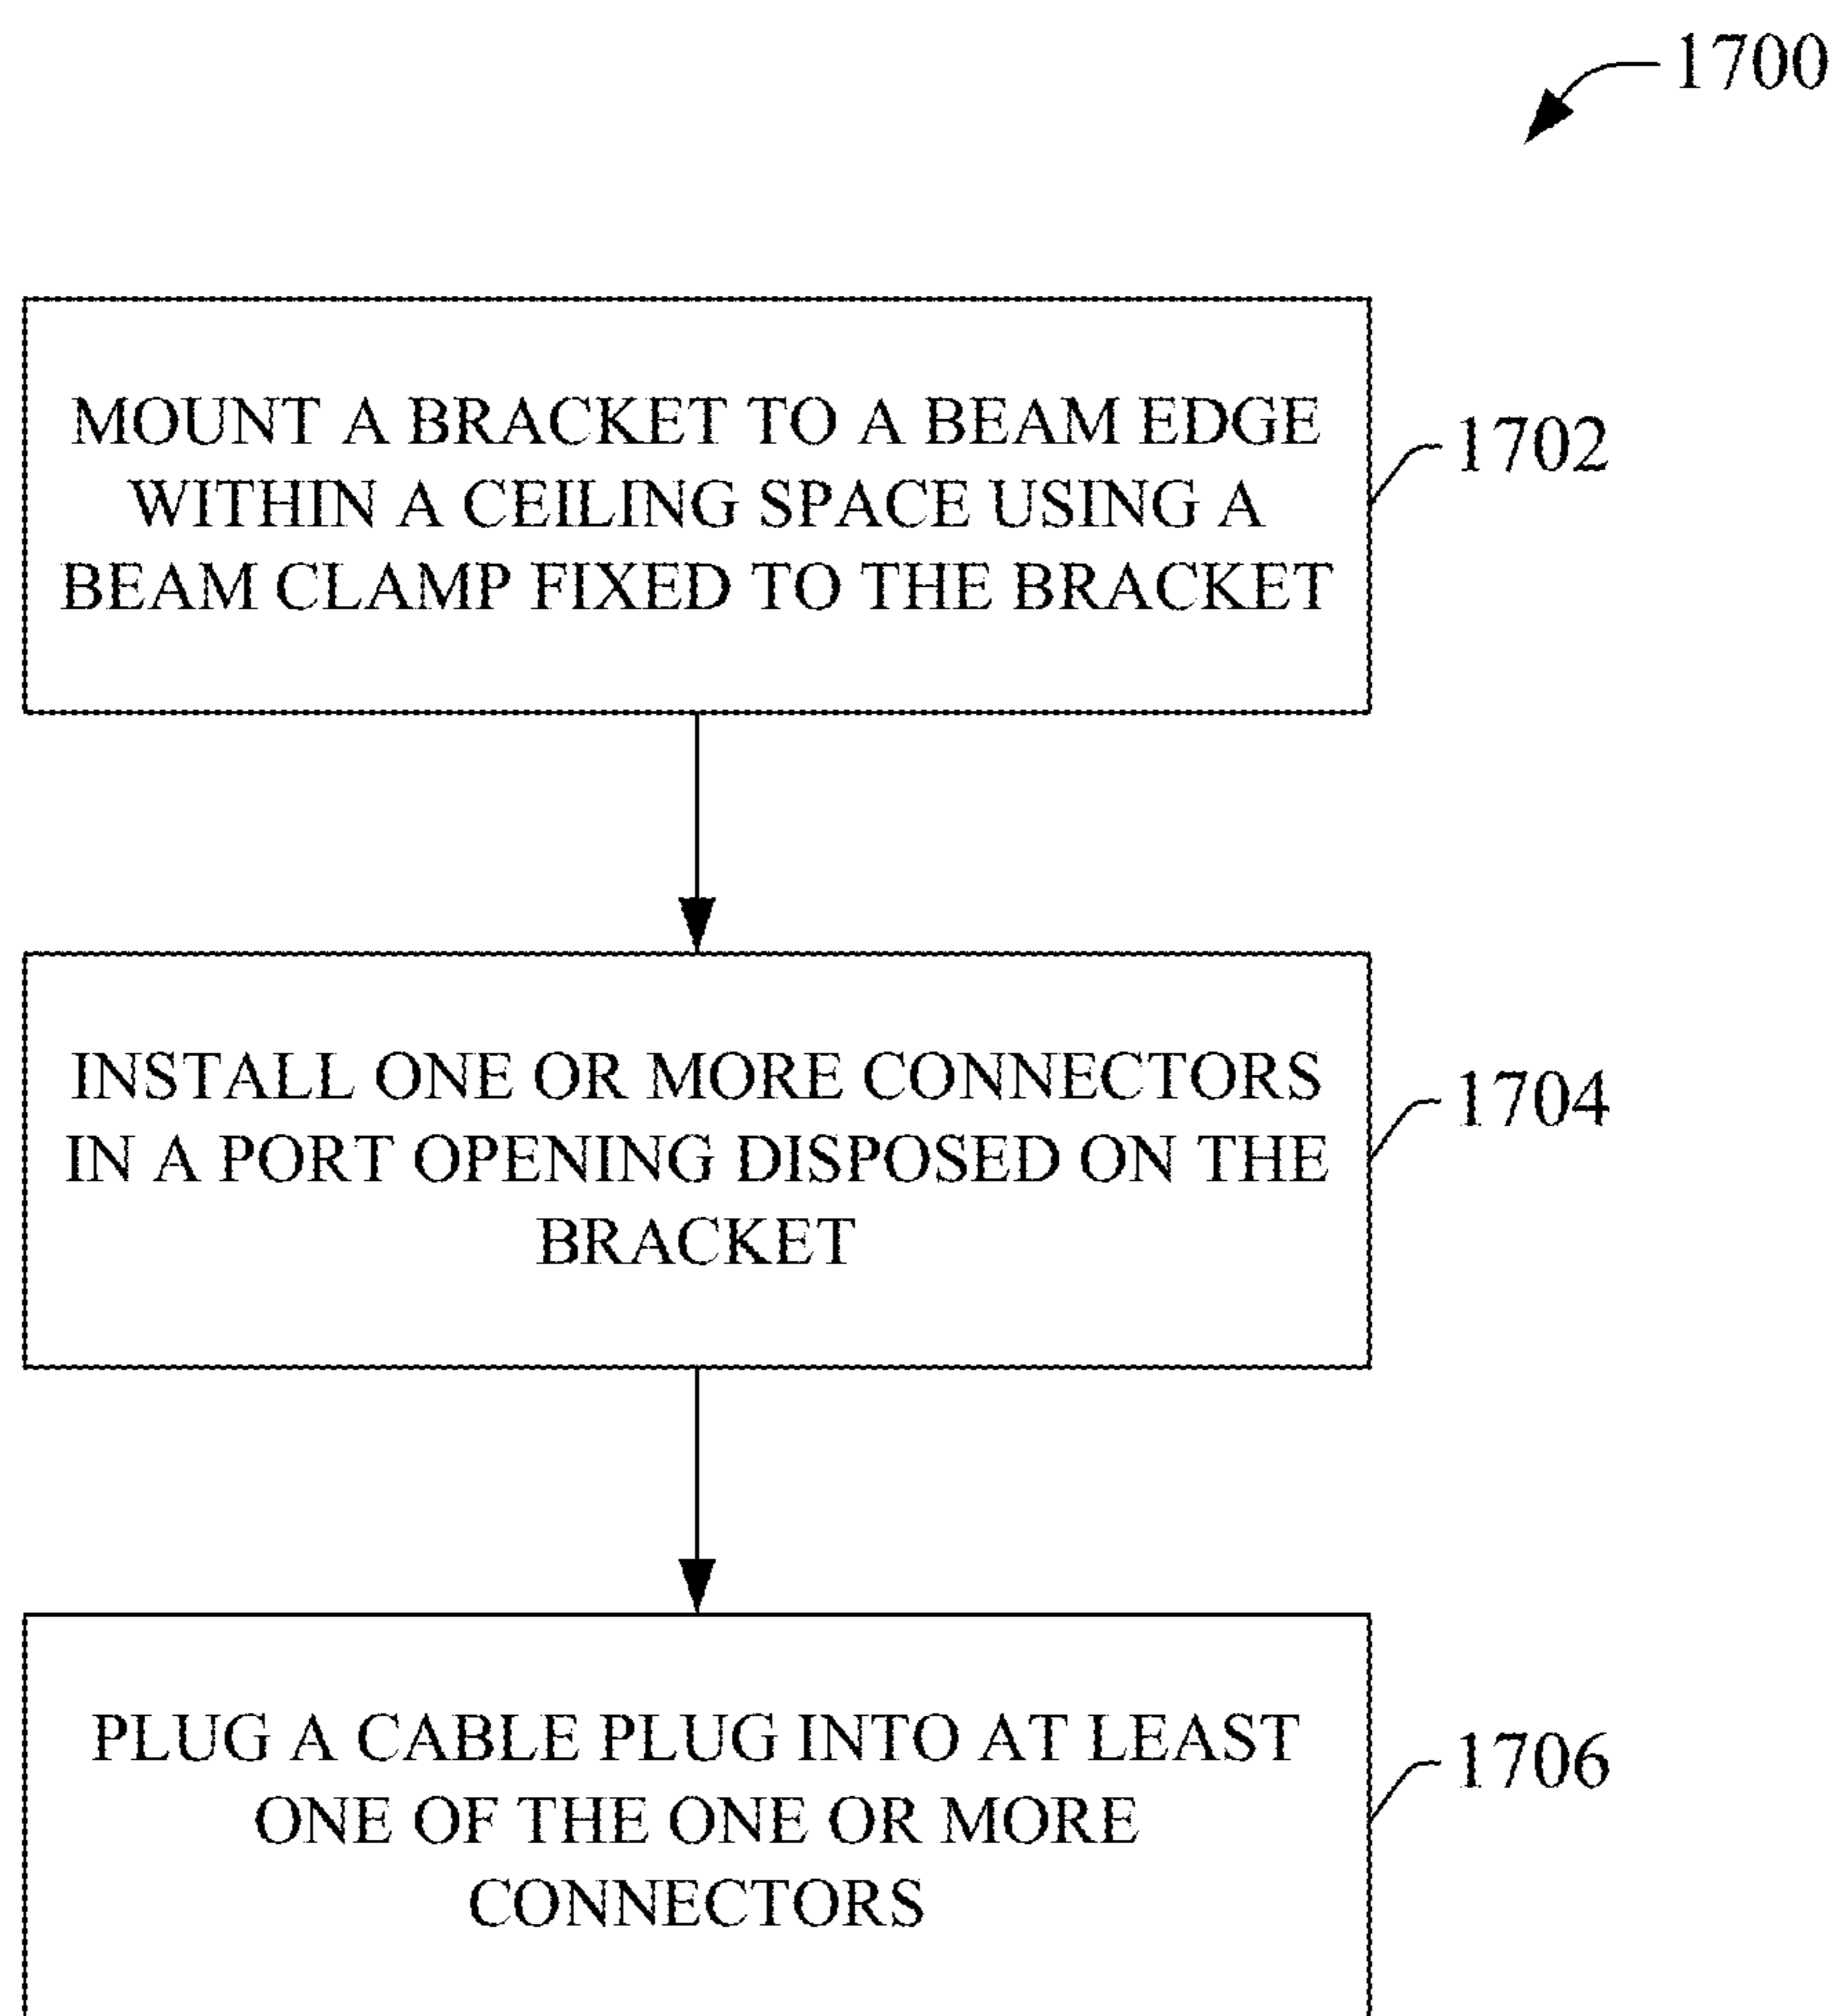 1700
MOUNT A BRACKET TO A BEAM EDGE
WITHIN A CEILING SPACE USING A
BEAM CLAMP FIXED TO THE BRACKET
1702
INSTALL ONE OR MORE CONNECTORS
IN A PORT OPENING DISPOSED ON THE
BRACKET
1704
PLUG A CABLE PLUG INTO AT LEAST
ONE OF THE ONE OR MORE
CONNECTORS
1706